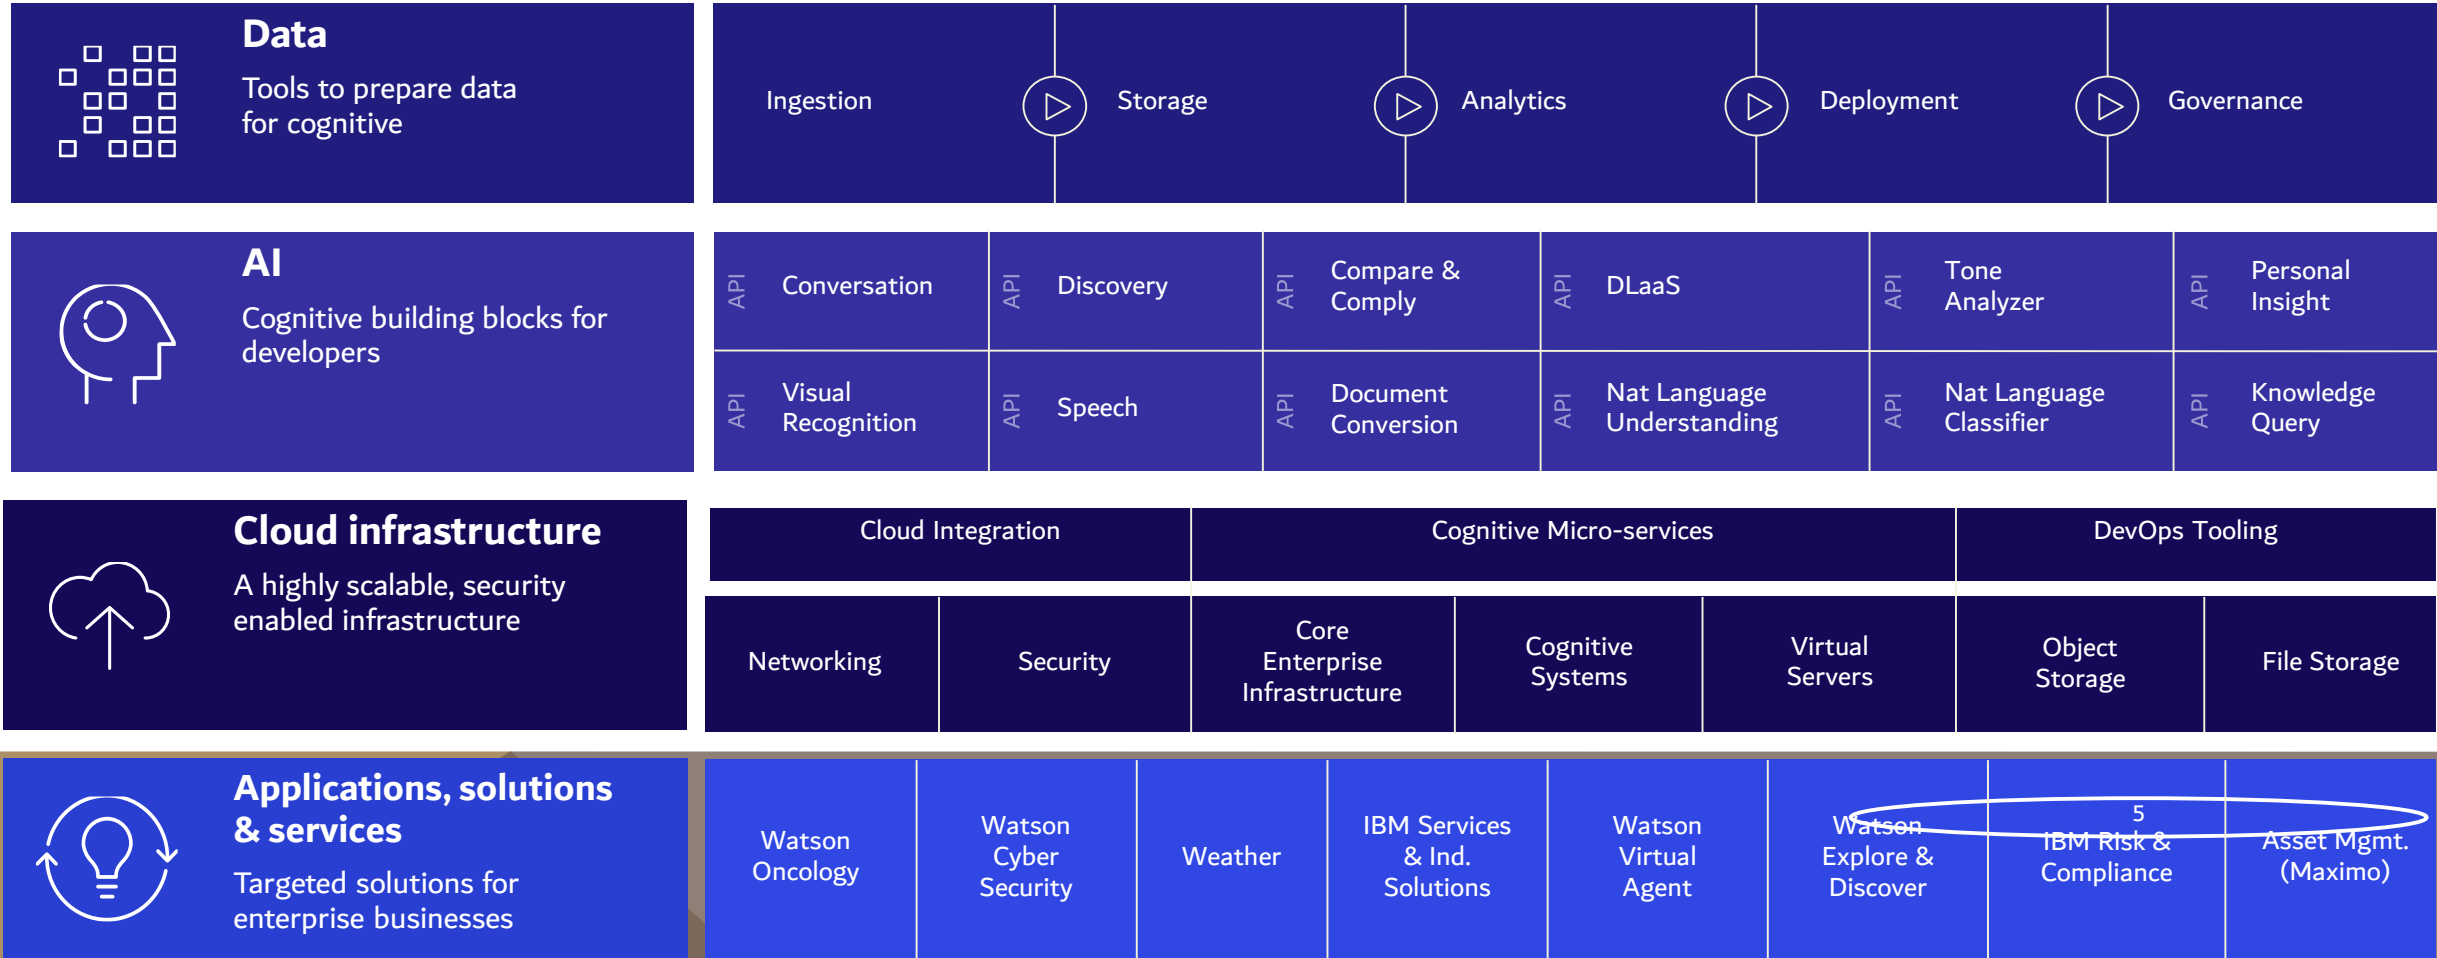 Data
Tools to prepare data
for cognitive
Ingestion
Storage
Analytics
Deployment
Governance
AI
Cognitive building blocks for
developers
API
Conversation
API
Discovery
API
Compare &
Comply
API
DLaaS
API
Tone
Analyzer
API
Personal
Insight
API
Visual
Recognition
API
Speech
API
Document
Conversion
API
Nat Language
Understanding
API
Nat Language
Classifier
API
Knowledge
Query
Cloud infrastructure
A highly scalable, security
enabled infrastructure
Cloud Integration
Cognitive Micro-services
DevOps Tooling
Networking
Security
Core
Enterprise
Infrastructure
Cognitive
Systems
Virtual
Servers
Object
Storage
File Storage
Applications, solutions
& services
Targeted solutions for
enterprise businesses
Watson
Oncology
Watson
Cyber
Security
Weather
IBM Services
& Ind.
Solutions
Watson
Virtual
Agent
Watson
Explore &
Discover
5
IBM Risk &
Compliance
Asset Mgmt.
(Maximo)